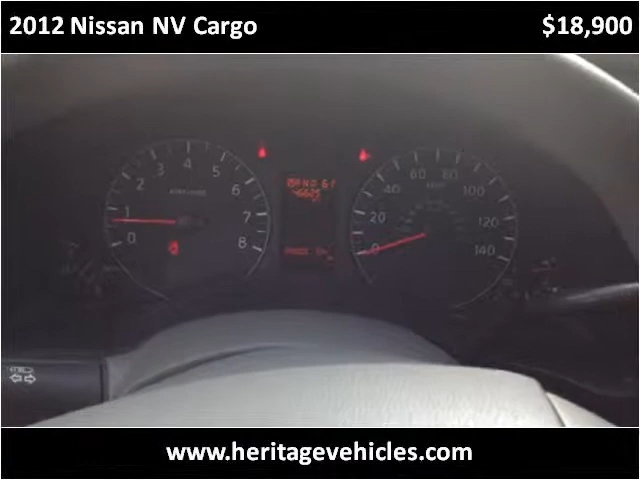 2012 Nissan NV Cargo $18,900
0 1 2 3 4 5 6 7 8
0 20 40 60 80 100 120 140
www.heritagevehicles.com